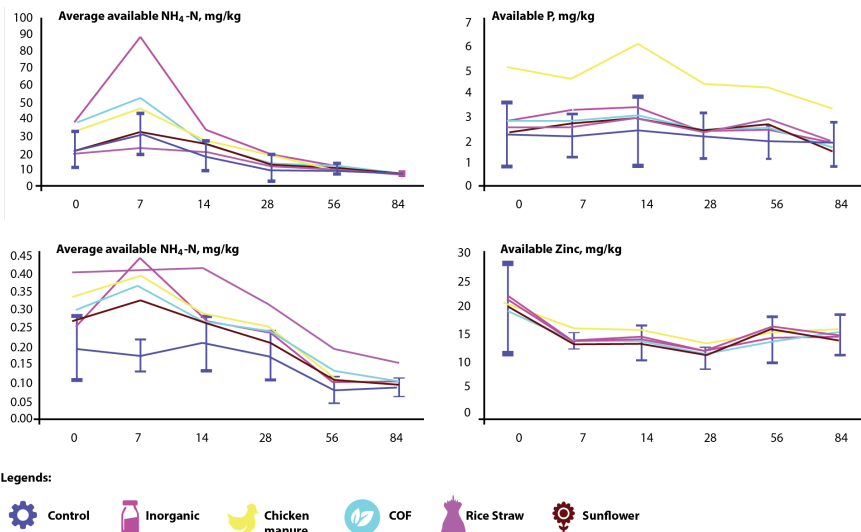 Average available NH₄-N, mg/kg
100
90
80
70
60
50
40
30
20
10
0
0 7 14 28 56 84
Available P, mg/kg
7
6
5
4
3
2
1
0
0 7 14 28 56 84
Average available NH₄-N, mg/kg
0.45
0.40
0.35
0.30
0.25
0.20
0.15
0.10
0.05
0.00
0 7 14 28 56 84
Available Zinc, mg/kg
30
25
20
15
10
5
0
0 7 14 28 56 84
Legends:
Control
Inorganic
Chicken
manure
COF
Rice Straw
Sunflower